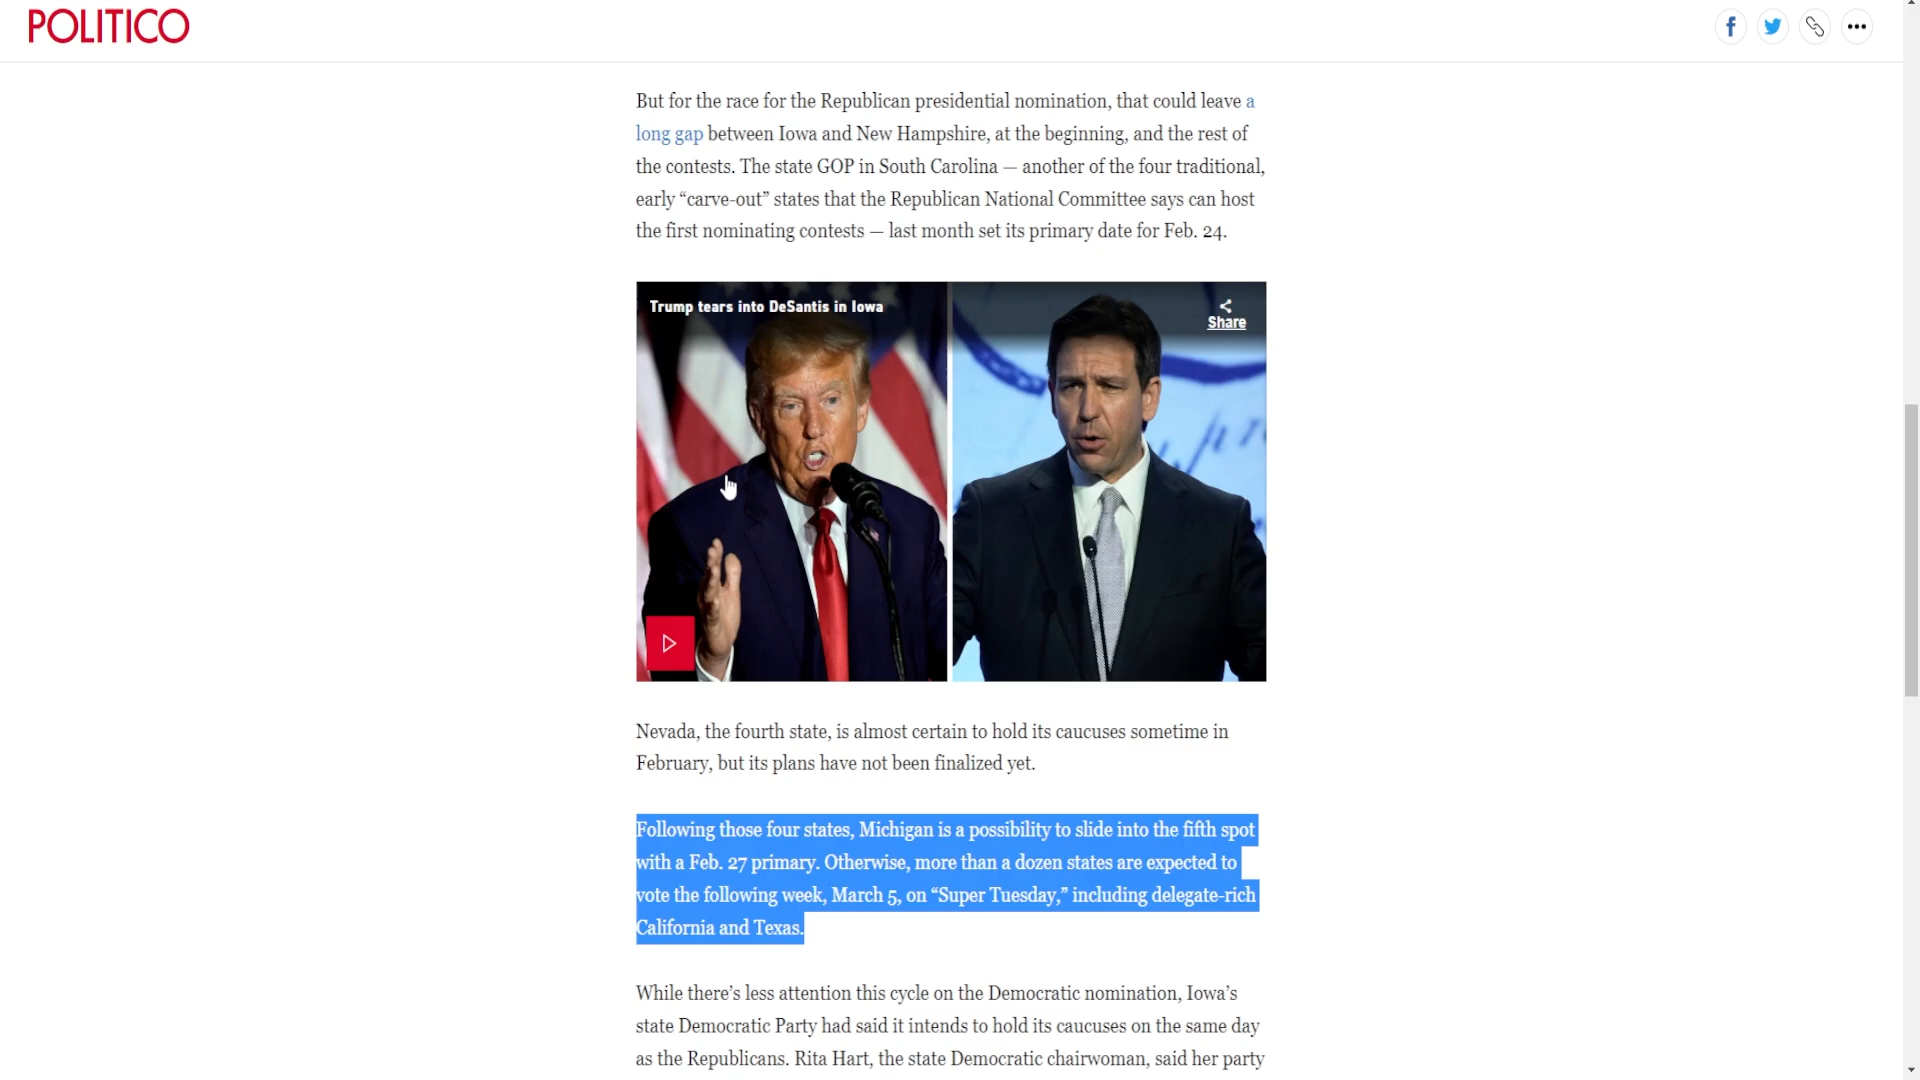 POLITICO
But for the race for the Republican presidential nomination, that could leave a
long gap between Iowa and New Hampshire, at the beginning, and the rest of
the contests. The state GOP in South Carolina — another of the four traditional,
early “carve-out” states that the Republican National Committee says can host
the first nominating contests — last month set its primary date for Feb. 24.
Trump tears into DeSantis in Iowa
Share
Nevada, the fourth state, is almost certain to hold its caucuses sometime in
February, but its plans have not been finalized yet.
Following those four states, Michigan is a possibility to slide into the fifth spot
with a Feb. 27 primary. Otherwise, more than a dozen states are expected to
vote the following week, March 5, on “Super Tuesday,” including delegate-rich
California and Texas.
While there’s less attention this cycle on the Democratic nomination, Iowa’s
state Democratic Party had said it intends to hold its caucuses on the same day
as the Republicans. Rita Hart, the state Democratic chairwoman, said her party